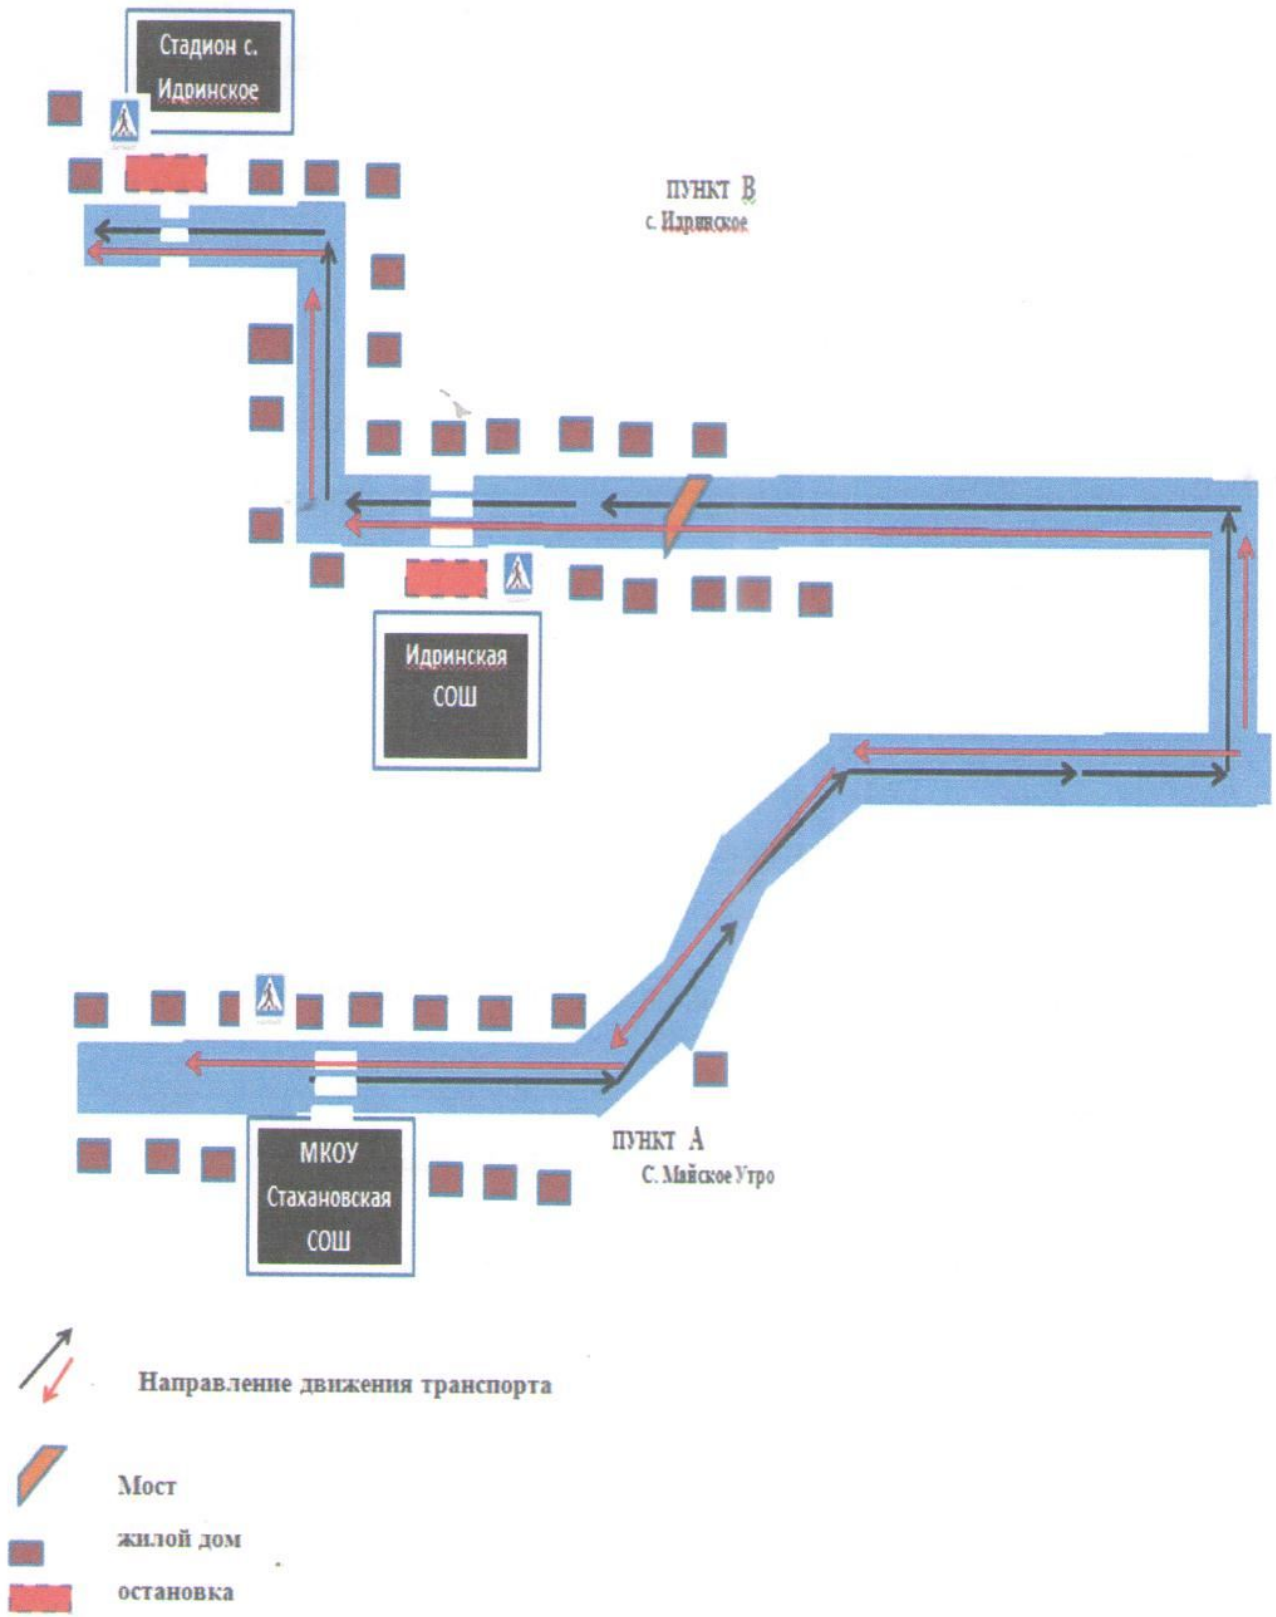 Стадион с.
Идринское
ПУНКТ В
с. Идринское
Идринская
СОШ
МКОУ
Стахановская
СОШ
ПУНКТ А
С. Майское Утро
Направление движения транспорта
Мост
жилой дом
остановка